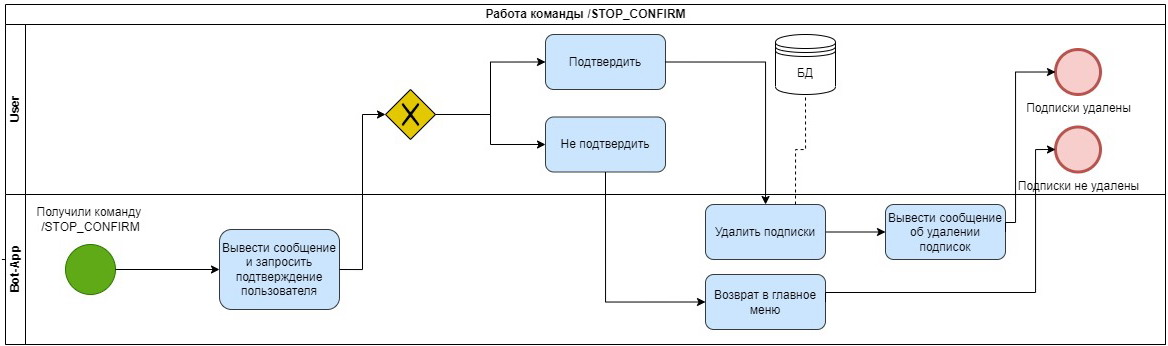 Работа команды /STOP_CONFIRM
User
Подтвердить
БД
Подписки удалены
Не подтвердить
Подписки не удалены
Bot-App
Получили команду
/STOP_CONFIRM
Вывести сообщение
и запросить
подтверждение
пользователя
Удалить подписки
Вывести сообщение
об удалении
подписок
Возврат в главное
меню